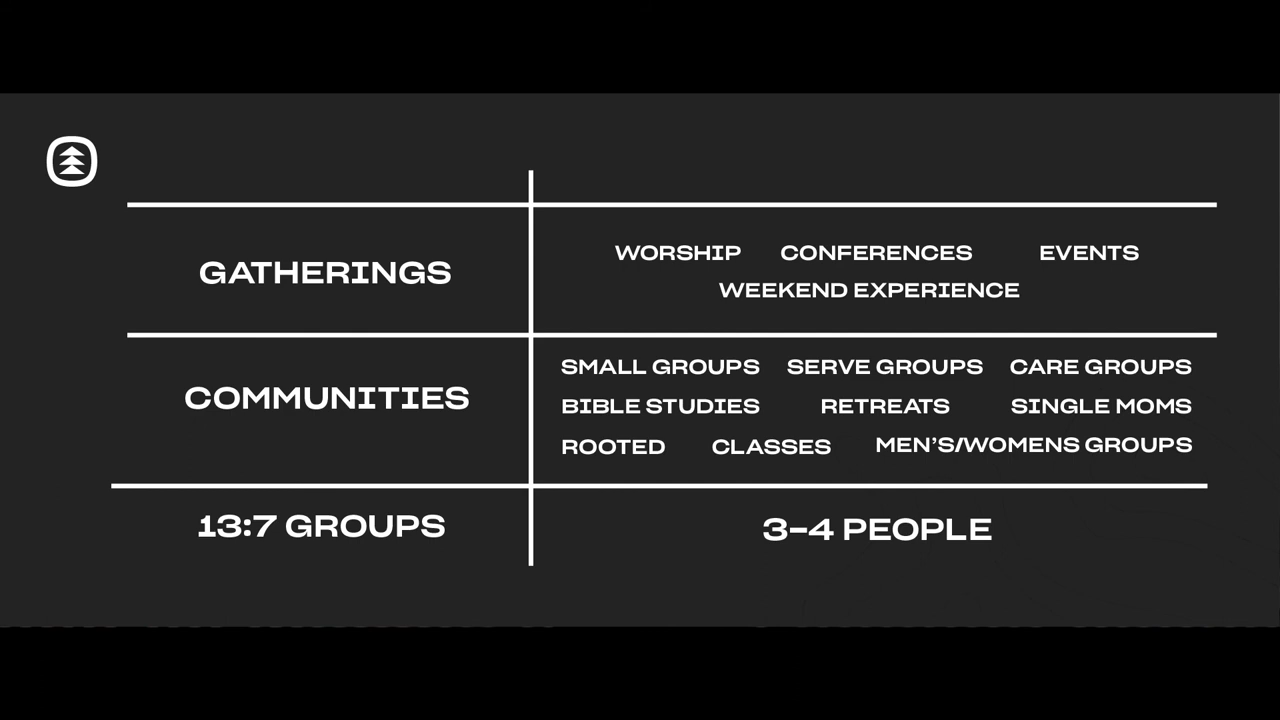 GATHERINGS
WORSHIP CONFERENCES EVENTS
WEEKEND EXPERIENCE
COMMUNITIES
SMALL GROUPS SERVE GROUPS CARE GROUPS
BIBLE STUDIES RETREATS SINGLE MOMS
ROOTED CLASSES MEN'S/WOMENS GROUPS
13:7 GROUPS
3-4 PEOPLE